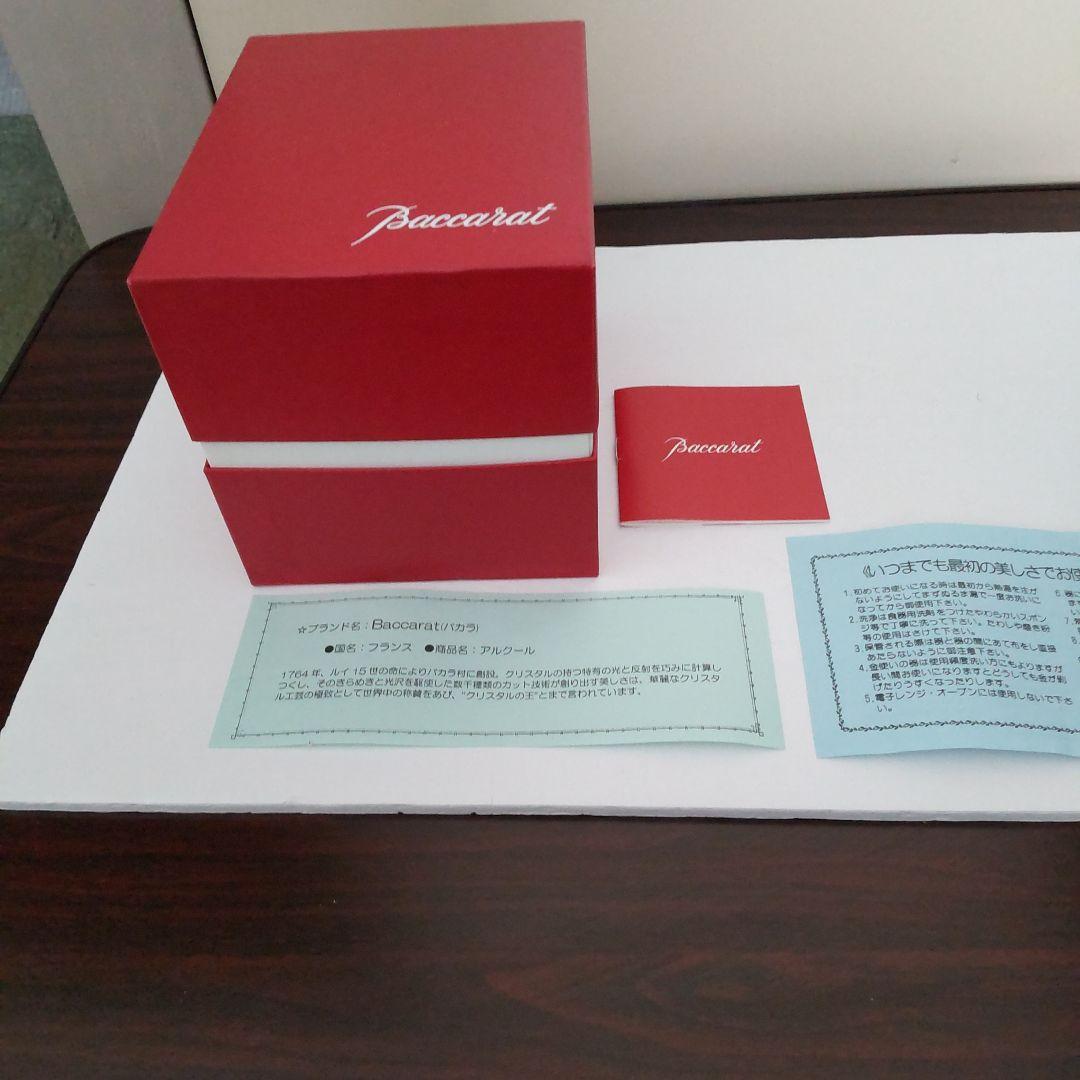 Baccarat
Baccarat
☆ブランド名：Baccarat(バカラ)
●国名：フランス ●商品名：アルクール
1764年、ルイ15世の命によりバカラ村に創設。クリスタルの持つ特有の光と反射を巧みに計算し
つくし、そのきらめきと光沢を駆使した数千種類のカット技術が創り出す美しさは、華麗なクリスタ
ル工芸の極致として世界中の称賛をあび、"クリスタルの王"とまで言われています。
《いつまでも最初の美しさでお使
1.初めてお使いになる時は最初から熱湯を注が
ないようにしてまずぬるま湯で一度お洗いに
なってから御使用下さい。
2.洗浄は食器用洗剤をつけたやわらかいスポン
ジ等で丁寧に洗って下さい。たわしや磨き粉
等の使用はさけて下さい。
3.保管される際は器と器の間にあて布をし直接
あたらないように御注意下さい。
4.金使いの器は使用頻度洗い方にもよりますが
長い間お使いになりますとどうしても金が剥
げたりうすくなったりします。
5.電子レンジ・オーブンには使用しないで下さ
い。
6.器に
ま
い
7.
8.